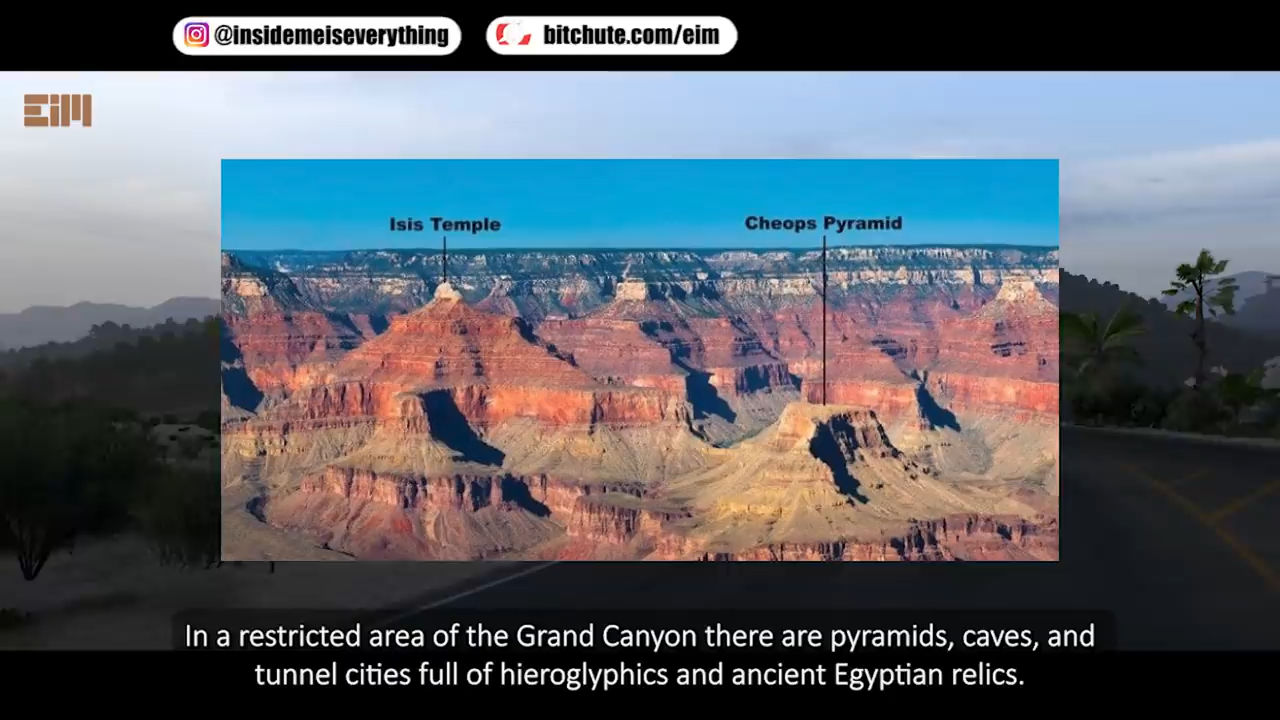 @insidemeiseverything
bitchute.com/eim
EIM
Isis Temple
Cheops Pyramid
In a restricted area of the Grand Canyon there are pyramids, caves, and
tunnel cities full of hieroglyphics and ancient Egyptian relics.